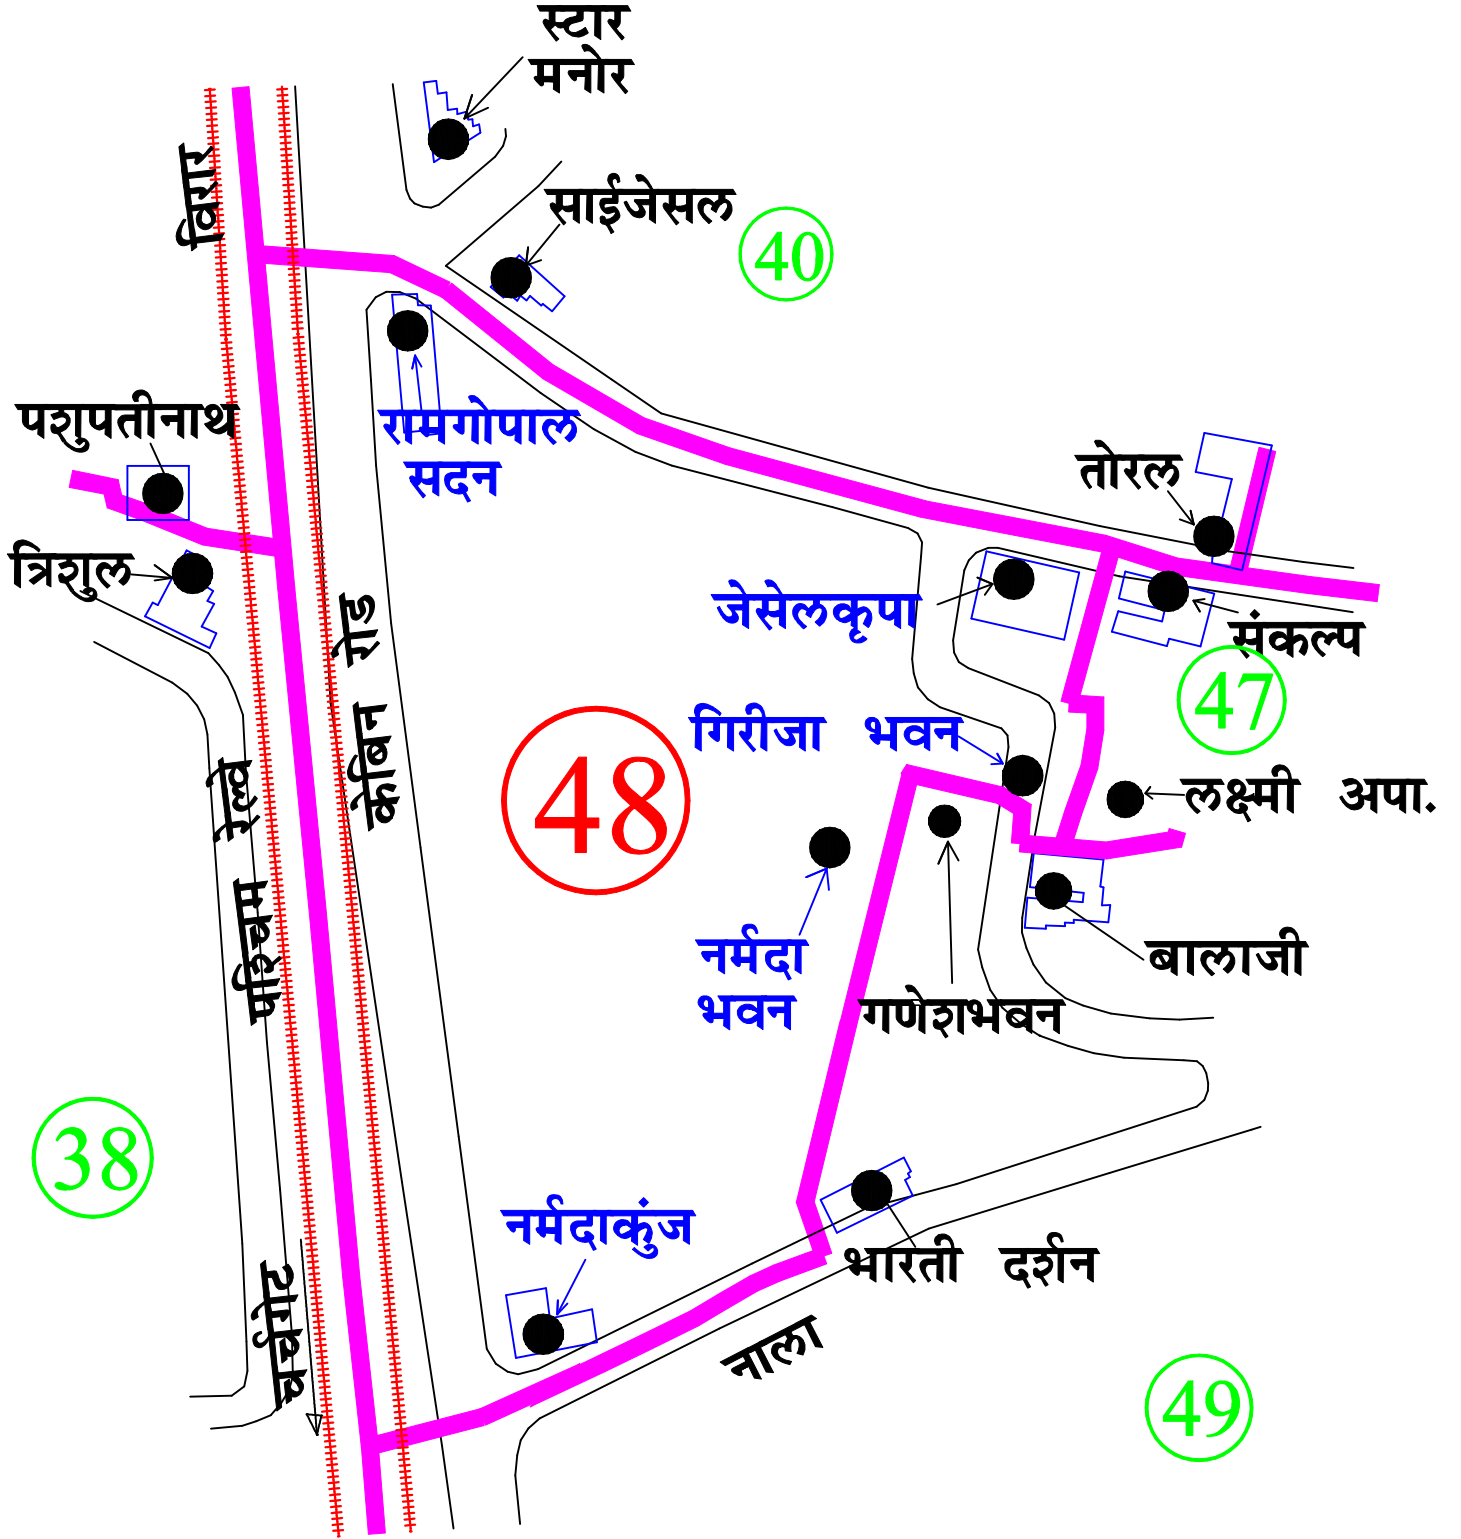 स्टार
मनोर
विरार
साईजेसल
40
पशुपतीनाथ
रामगोपाल
सदन
तोरल
त्रिशुल
जेसेलकृपा
संकल्प
केबिन रोड
47
गिरीजा भवन
48
लक्ष्मी अपा.
पश्चिम रेल्वे
नर्मदा
भवन
गणेशभवन
बालाजी
38
नर्मदाकुंज
भारती दर्शन
चर्चगेट
नाला
49